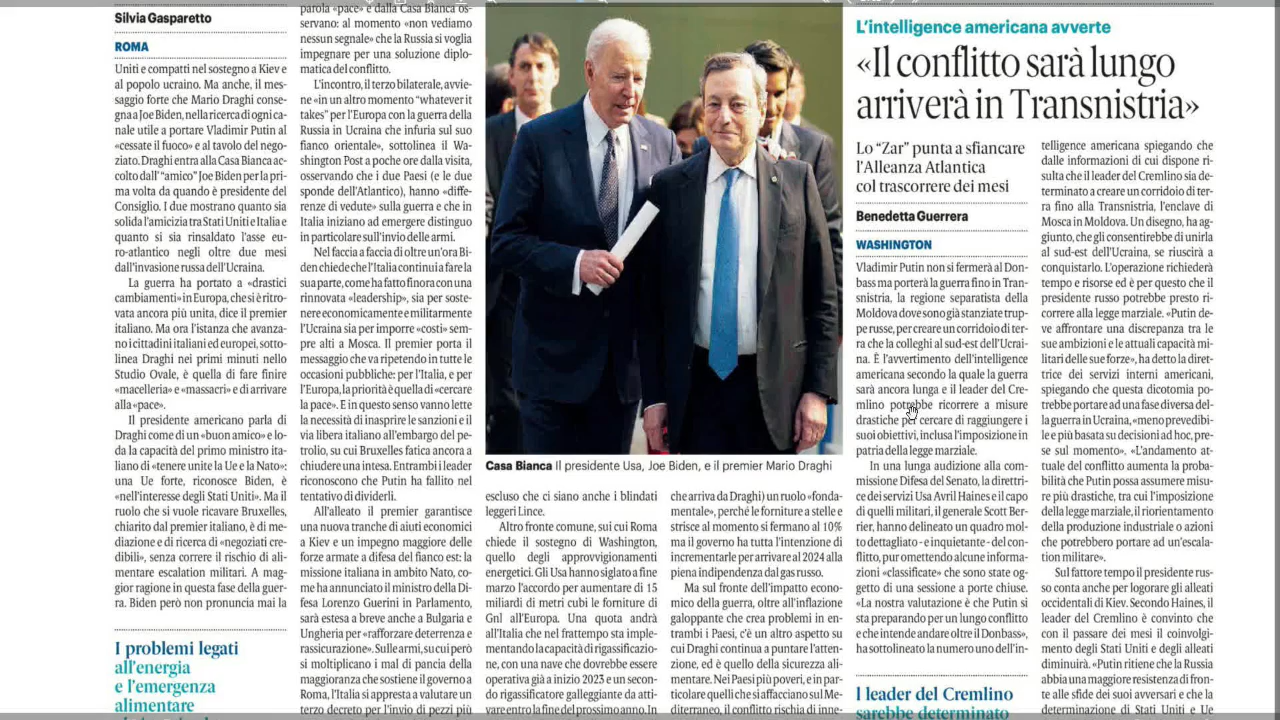 Silvia Gasparetto
ROMA
Uniti e compatti nel sostegno a Kiev e
al popolo ucraino. Ma anche, il mes-
saggio forte che Mario Draghi conse-
gna a Joe Biden, nella ricerca di ogni ca-
nale utile a portare Vladimir Putin al
«cessate il fuoco» e al tavolo del nego-
ziato. Draghi entra alla Casa Bianca ac-
colto dall'“amico” Joe Biden per la pri-
ma volta da quando è presidente del
Consiglio. I due mostrano quanto sia
solida l'amicizia tra Stati Uniti e Italia e
quanto si sia rinsaldato l'asse eu-
ro-atlantico negli oltre due mesi
dall'invasione russa dell'Ucraina.
La guerra ha portato a «drastici
cambiamenti» in Europa, che si è ritro-
vata ancora più unita, dice il premier
italiano. Ma ora l'istanza che avanza-
no i cittadini italiani ed europei, sotto-
linea Draghi nei primi minuti nello
Studio Ovale, è quella di fare finire
«macelleria» e «massacri» e di arrivare
alla «pace».
Il presidente americano parla di
Draghi come di un «buon amico» e lo-
da la capacità del primo ministro ita-
liano di «tenere unite la Ue e la Nato»:
una Ue forte, riconosce Biden, è
«nell'interesse degli Stati Uniti». Ma il
ruolo che si vuole ricavare Bruxelles,
chiarito dal premier italiano, è di me-
diazione e di ricerca di «negoziati cre-
dibili», senza correre il rischio di ali-
mentare escalation militari. A mag-
gior ragione in questa fase della guer-
ra. Biden però non pronuncia mai la
I problemi legati
all'energia
e l'emergenza
alimentare
parola «pace» e dalla Casa Bianca os-
servano: al momento «non vediamo
nessun segnale» che la Russia si voglia
impegnare per una soluzione diplo-
matica del conflitto.
L'incontro, il terzo bilaterale, avvie-
ne «in un altro momento “whatever it
takes” per l'Europa con la guerra della
Russia in Ucraina che infuria sul suo
fianco orientale», sottolinea il Wa-
shington Post a poche ore dalla visita,
osservando che i due Paesi (e le due
sponde dell'Atlantico), hanno «diffe-
renze di vedute» sulla guerra e che in
Italia iniziano ad emergere distinguo
in particolare sull'invio delle armi.
Nel faccia a faccia di oltre un'ora Bi-
den chiede che l'Italia continui a fare la
sua parte, come ha fatto finora con una
rinnovata «leadership», sia per soste-
nere economicamente e militarmente
l'Ucraina sia per imporre «costi» sem-
pre alti a Mosca. Il premier porta il
messaggio che va ripetendo in tutte le
occasioni pubbliche: per l'Italia, e per
l'Europa, la priorità è quella di «cercare
la pace». E in questo senso vanno lette
la necessità di inasprire le sanzioni e il
via libera italiano all'embargo del pe-
trolio, su cui Bruxelles fatica ancora a
chiudere una intesa. Entrambi i leader
riconoscono che Putin ha fallito nel
tentativo di dividerli.
All'alleato il premier garantisce
una nuova tranche di aiuti economici
a Kiev e un impegno maggiore delle
forze armate a difesa del fianco est: la
missione italiana in ambito Nato, co-
me ha annunciato il ministro della Di-
fesa Lorenzo Guerini in Parlamento,
sarà estesa a breve anche a Bulgaria e
Ungheria per «rafforzare deterrenza e
rassicurazione». Sulle armi, su cui però
si moltiplicano i mal di pancia della
maggioranza che sostiene il governo a
Roma, l'Italia si appresta a valutare un
terzo decreto per l'invio di pezzi più
Casa Bianca Il presidente Usa, Joe Biden, e il premier Mario Draghi
escluso che ci siano anche i blindati
leggeri Lince.
Altro fronte comune, su cui Roma
chiede il sostegno di Washington,
quello degli approvvigionamenti
energetici. Gli Usa hanno siglato a fine
marzo l'accordo per aumentare di 15
miliardi di metri cubi le forniture di
Gnl all'Europa. Una quota andrà
all'Italia che nel frattempo sta imple-
mentando la capacità di rigassificazio-
ne, con una nave che dovrebbe essere
operativa già a inizio 2023 e un secon-
do rigassificatore galleggiante da atti-
vare entro la fine del prossimo anno. In
che arriva da Draghi) un ruolo «fonda-
mentale», perché le forniture a stelle e
strisce al momento si fermano al 10%
ma il governo ha tutta l'intenzione di
incrementarle per arrivare al 2024 alla
piena indipendenza dal gas russo.
Ma sul fronte dell'impatto econo-
mico della guerra, oltre all'inflazione
galoppante che crea problemi in en-
trambi i Paesi, c'è un altro aspetto su
cui Draghi continua a puntare l'atten-
zione, ed è quello della sicurezza ali-
mentare. Nei Paesi più poveri, e in par-
ticolare quelli che si affacciano sul Me-
diterraneo, il conflitto rischia di inne-
L'intelligence americana avverte
«Il conflitto sarà lungo
arriverà in Transnistria»
Lo “Zar” punta a sfiancare
l'Alleanza Atlantica
col trascorrere dei mesi
Benedetta Guerrera
WASHINGTON
Vladimir Putin non si fermerà al Don-
bass ma porterà la guerra fino in Tran-
snistria, la regione separatista della
Moldova dove sono già stanziate trup-
pe russe, per creare un corridoio di ter-
ra che la colleghi al sud-est dell'Ucrai-
na. È l'avvertimento dell'intelligence
americana secondo la quale la guerra
sarà ancora lunga e il leader del Cre-
mlino potrebbe ricorrere a misure
drastiche per cercare di raggiungere i
suoi obiettivi, inclusa l'imposizione in
patria della legge marziale.
In una lunga audizione alla com-
missione Difesa del Senato, la direttri-
ce dei servizi Usa Avril Haines e il capo
di quelli militari, il generale Scott Ber-
rier, hanno delineato un quadro mol-
to dettagliato - e inquietante - del con-
flitto, pur omettendo alcune informa-
zioni «classificate» che sono state og-
getto di una sessione a porte chiuse.
«La nostra valutazione è che Putin si
sta preparando per un lungo conflitto
e che intende andare oltre il Donbass»,
ha sottolineato la numero uno dell'in-
I leader del Cremlino
sarebbe determinato
telligence americana spiegando che
dalle informazioni di cui dispone ri-
sulta che il leader del Cremlino sia de-
terminato a creare un corridoio di ter-
ra fino alla Transnistria, l'enclave di
Mosca in Moldova. Un disegno, ha ag-
giunto, che gli consentirebbe di unirla
al sud-est dell'Ucraina, se riuscirà a
conquistarlo. L'operazione richiederà
tempo e risorse ed è per questo che il
presidente russo potrebbe presto ri-
correre alla legge marziale. «Putin de-
ve affrontare una discrepanza tra le
sue ambizioni e le attuali capacità mi-
litari delle sue forze», ha detto la diret-
trice dei servizi interni americani,
spiegando che questa dicotomia po-
trebbe portare ad una fase diversa del-
la guerra in Ucraina, «meno prevedibi-
le e più basata su decisioni ad hoc, pre-
se sul momento». «L'andamento at-
tuale del conflitto aumenta la proba-
bilità che Putin possa assumere misu-
re più drastiche, tra cui l'imposizione
della legge marziale, il riorientamento
della produzione industriale o azioni
che potrebbero portare ad un'escala-
tion militare».
Sul fattore tempo il presidente rus-
so conta anche per logorare gli alleati
occidentali di Kiev. Secondo Haines, il
leader del Cremlino è convinto che
con il passare dei mesi il coinvolgi-
mento degli Stati Uniti e degli alleati
diminuirà. «Putin ritiene che la Russia
abbia una maggiore resistenza di fron-
te alle sfide dei suoi avversari e che la
determinazione di Stati Uniti e Ue